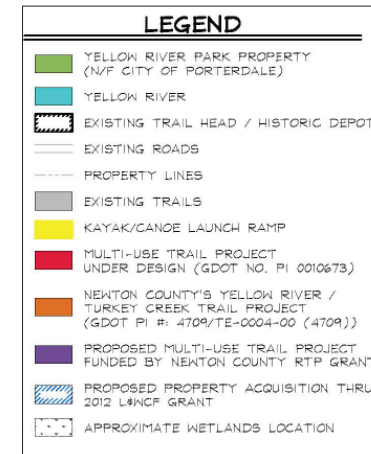 LEGEND
YELLOW RIVER PARK PROPERTY
(N/F CITY OF PORTERDALE)
YELLOW RIVER
EXISTING TRAIL HEAD / HISTORIC DEPOT
EXISTING ROADS
PROPERTY LINES
EXISTING TRAILS
KAYAK/CANOE LAUNCH RAMP
MULTI-USE TRAIL PROJECT
UNDER DESIGN (GDOT NO. PI 0010673)
NEWTON COUNTY'S YELLOW RIVER /
TURKEY CREEK TRAIL PROJECT
(GDOT PI #: 4709/TE-0004-00 (4709))
PROPOSED MULTI-USE TRAIL PROJECT
FUNDED BY NEWTON COUNTY RTP GRANT
PROPOSED PROPERTY ACQUISITION THRU
2012 L&WCF GRANT
APPROXIMATE WETLANDS LOCATION